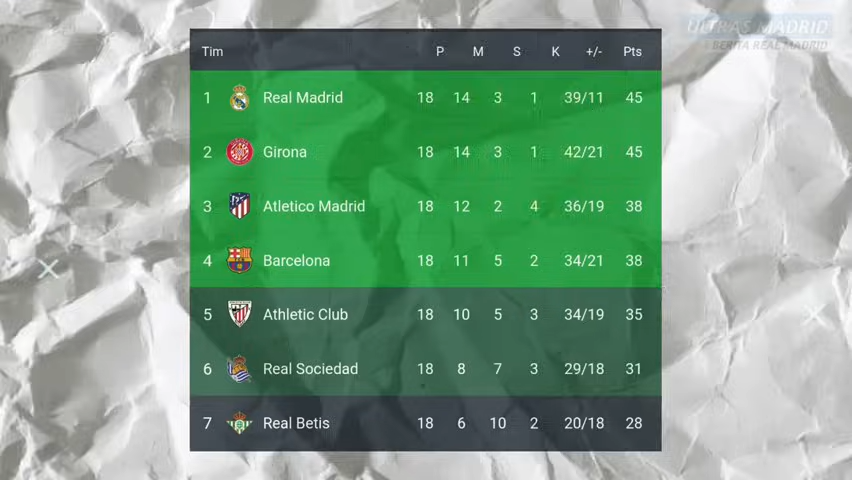 ULTRAS MADRID
BERITA REAL MADRID
Tim P M S K +/- Pts
1 Real Madrid 18 14 3 1 39/11 45
2 Girona 18 14 3 1 42/21 45
3 Atletico Madrid 18 12 2 4 36/19 38
4 Barcelona 18 11 5 2 34/21 38
5 Athletic Club 18 10 5 3 34/19 35
6 Real Sociedad 18 8 7 3 29/18 31
7 Real Betis 18 6 10 2 20/18 28